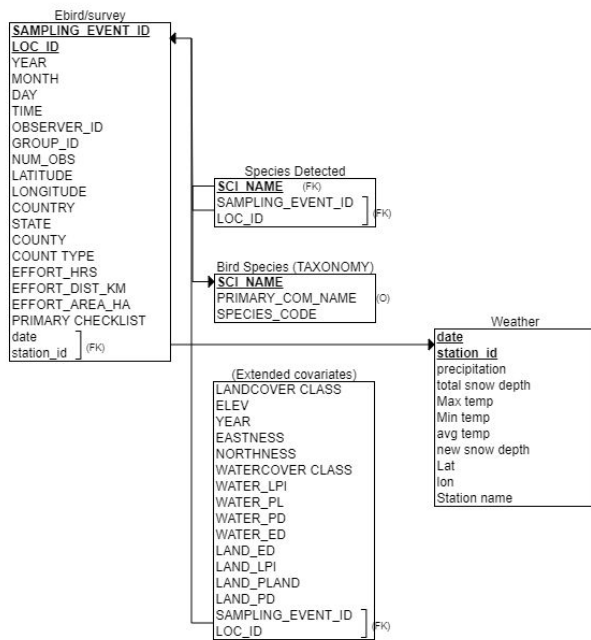 Ebird/survey
SAMPLING_EVENT_ID
LOC_ID
YEAR
MONTH
DAY
TIME
OBSERVER_ID
GROUP_ID
NUM_OBS
LATITUDE
LONGITUDE
COUNTRY
STATE
COUNTY
COUNT TYPE
EFFORT_HRS
EFFORT_DIST_KM
EFFORT_AREA_HA
PRIMARY CHECKLIST
date
station_id
(FK)
Species Detected
SCI_NAME (FK)
SAMPLING_EVENT_ID
LOC_ID
(FK)
Bird Species (TAXONOMY)
SCI_NAME
PRIMARY_COM_NAME (O)
SPECIES_CODE
(Extended covariates)
LANDCOVER CLASS
ELEV
YEAR
EASTNESS
NORTHNESS
WATERCOVER CLASS
WATER_LPI
WATER_PL
WATER_PD
WATER_ED
LAND_ED
LAND_LPI
LAND_PLAND
LAND_PD
SAMPLING_EVENT_ID
LOC_ID
(FK)
Weather
date
station_id
precipitation
total snow depth
Max temp
Min temp
avg temp
new snow depth
Lat
lon
Station name